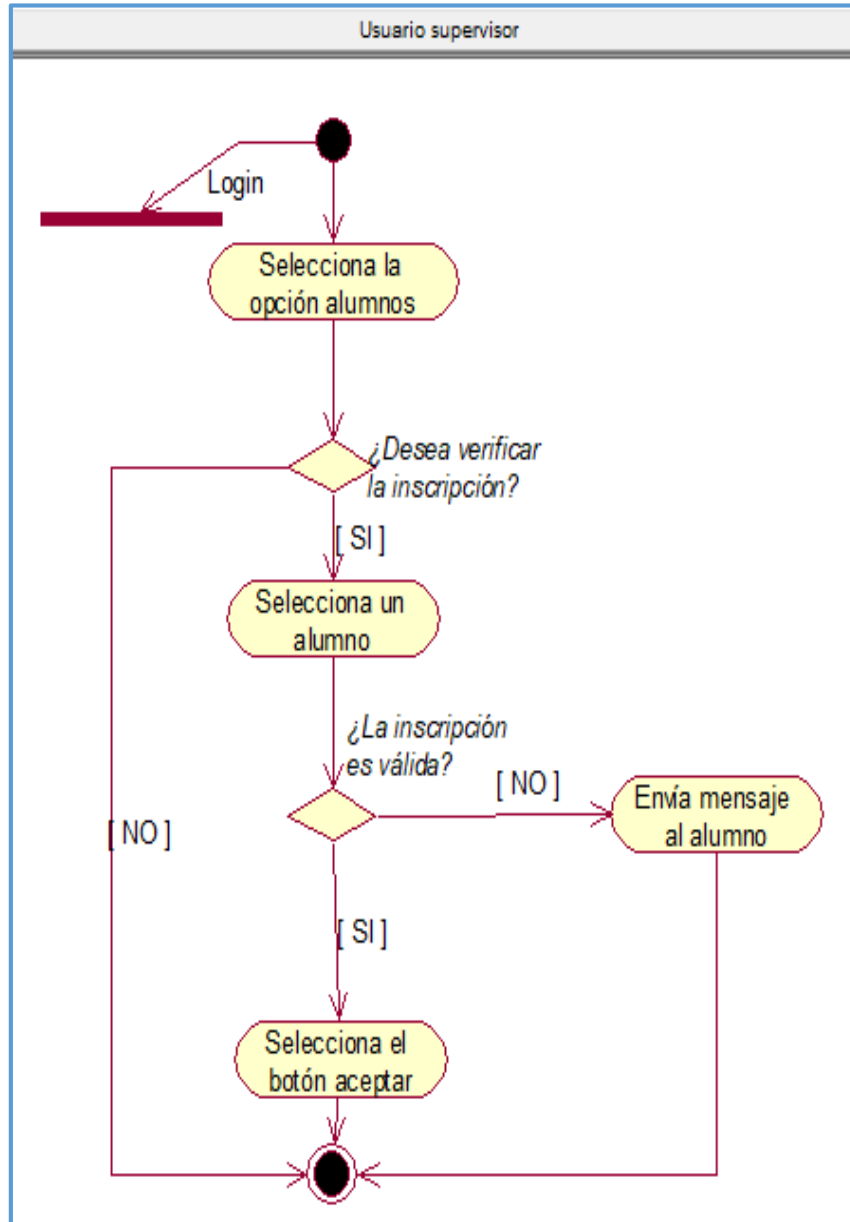 Usuario supervisor
Login
Selecciona la
opción alumnos
¿Desea verificar
la inscripción?
[ SI ]
Selecciona un
alumno
¿La inscripción
es válida?
[ NO ]
Envía mensaje
al alumno
[ NO ]
[ SI ]
Selecciona el
botón aceptar